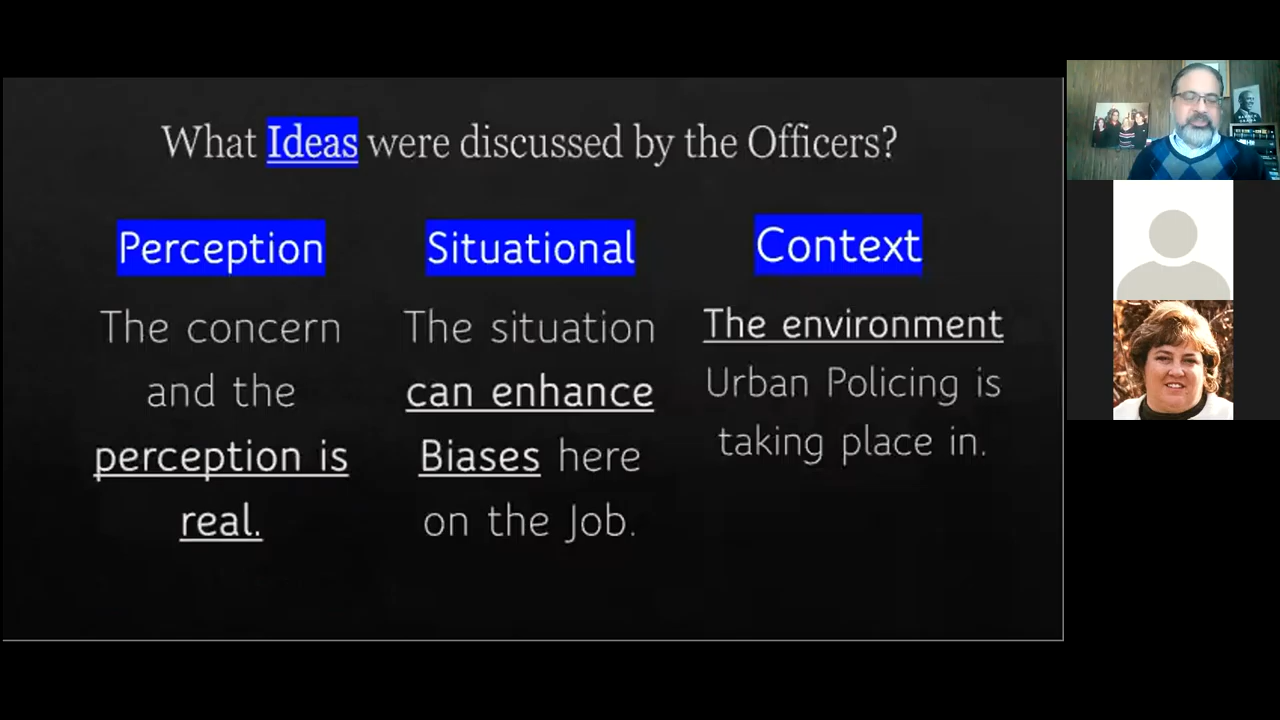 What Ideas were discussed by the Officers?
Perception
The concern
and the
perception is
real.
Situational
The situation
can enhance
Biases here
on the Job.
Context
The environment
Urban Policing is
taking place in.